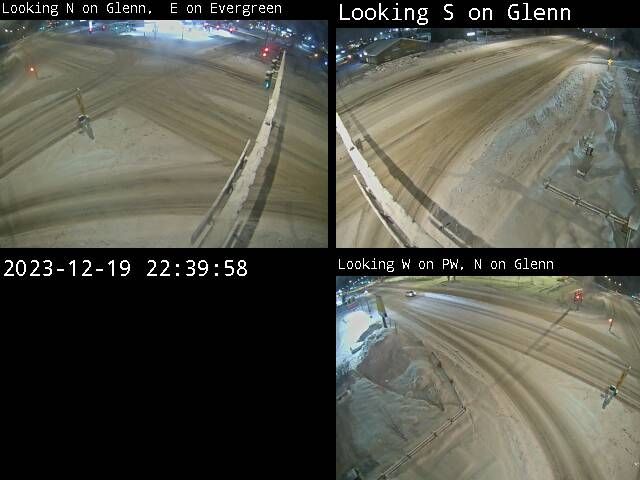 Looking N on Glenn,  E on Evergreen
Looking S on Glenn
2023-12-19 22:39:58
Looking W on PW, N on Glenn